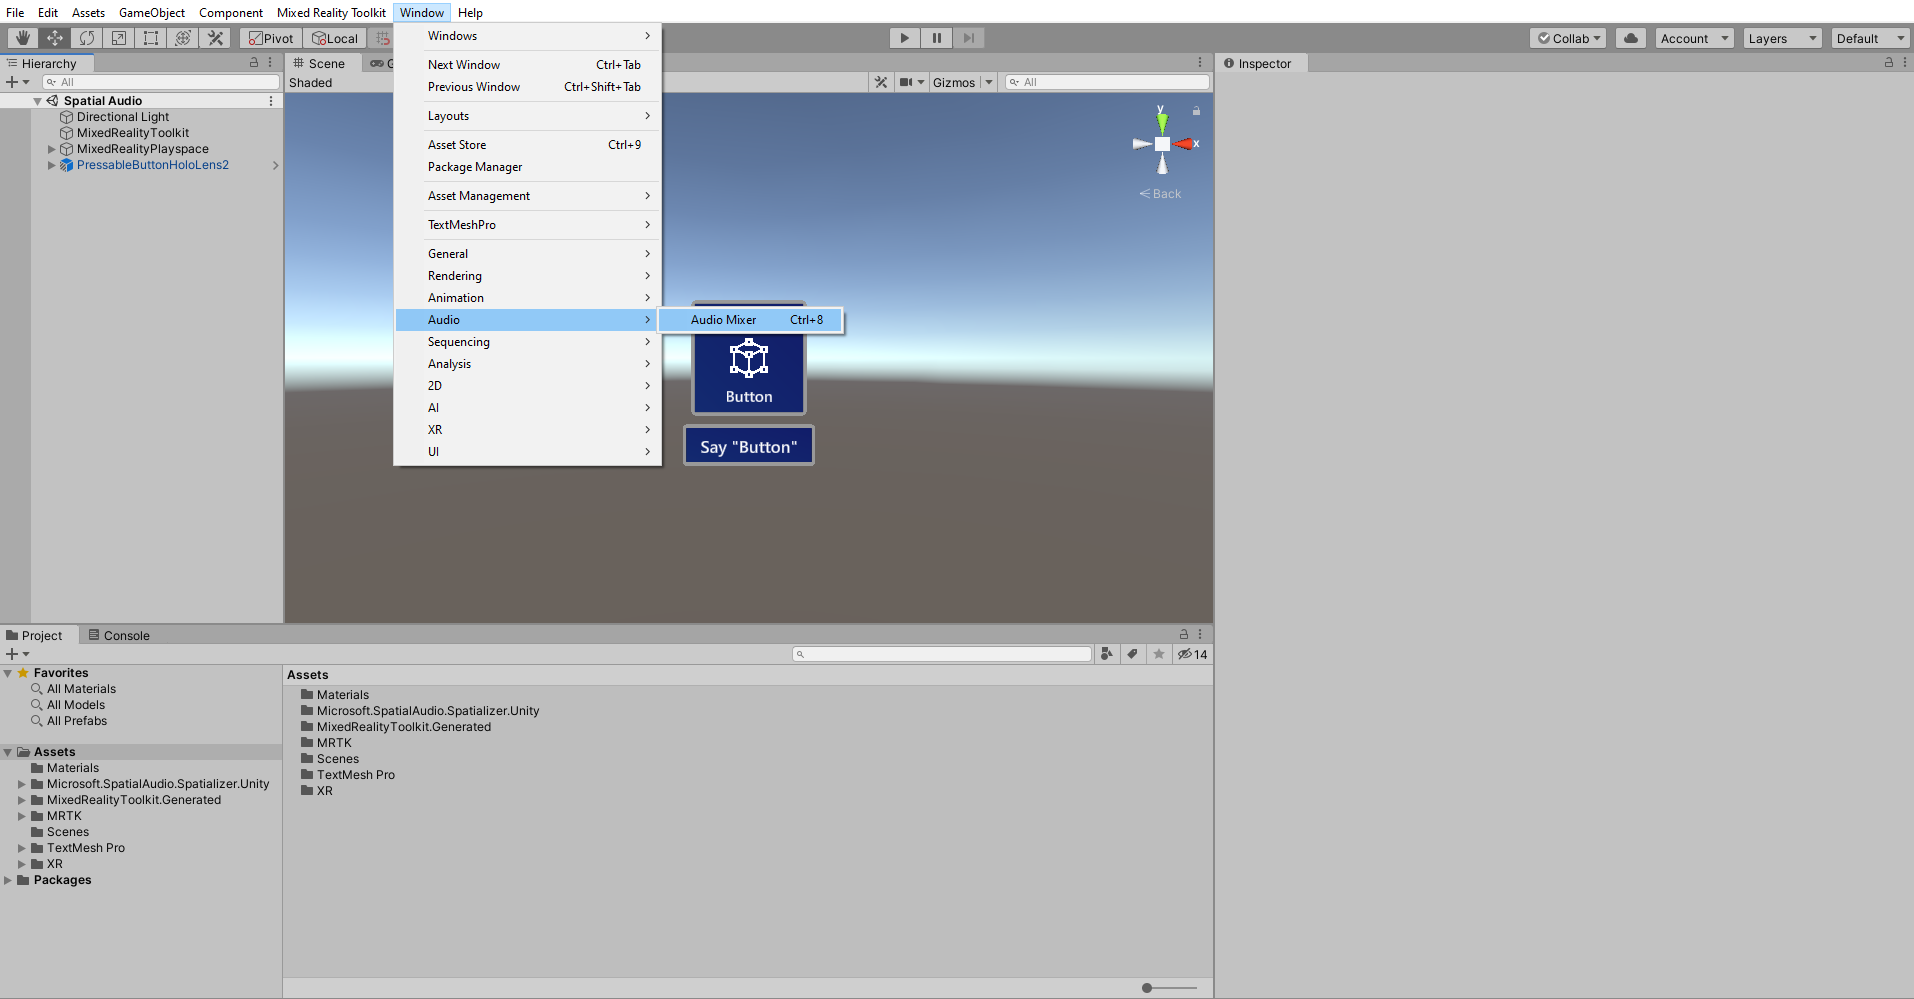 File Edit Assets GameObject Component Mixed Reality Toolkit Window Help
Pivot Local Collab Account Layers Default
Hierarchy
All
Spatial Audio
Directional Light
MixedRealityToolkit
MixedRealityPlayspace
PressableButtonHoloLens2
Scene G
Shaded Gizmos All
Windows
Next Window Ctrl+Tab
Previous Window Ctrl+Shift+Tab
Layouts
Asset Store Ctrl+9
Package Manager
Asset Management
TextMeshPro
General
Rendering
Animation
Audio
Sequencing
Analysis
2D
AI
XR
UI
Audio Mixer Ctrl+8
y
x
Back
Button
Say "Button"
Inspector
Project Console
14
Favorites
All Materials
All Models
All Prefabs
Assets
Materials
Microsoft.SpatialAudio.Spatializer.Unity
MixedRealityToolkit.Generated
MRTK
Scenes
TextMesh Pro
XR
Packages
Assets
Materials
Microsoft.SpatialAudio.Spatializer.Unity
MixedRealityToolkit.Generated
MRTK
Scenes
TextMesh Pro
XR